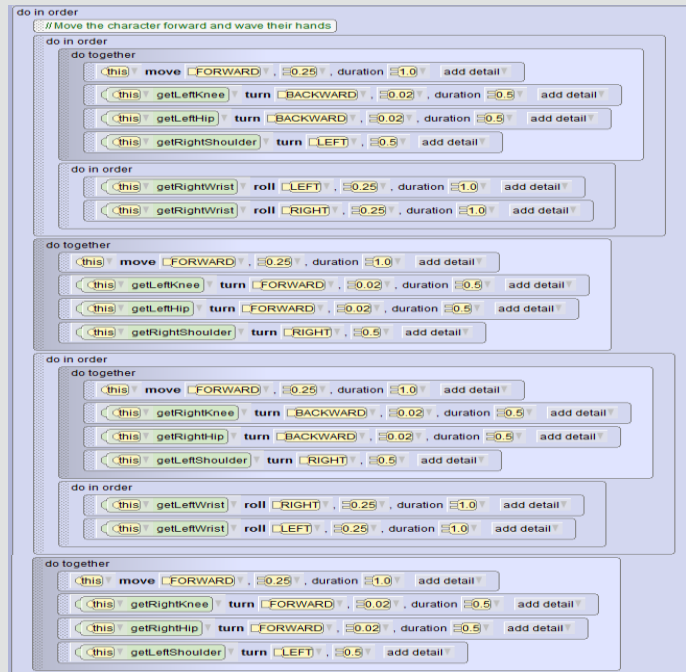 do in order
//Move the character forward and wave their hands
do in order
do together
this move FORWARD , 0.25 , duration 1.0 add detail
( this getLeftKnee ) turn BACKWARD , 0.02 , duration 0.5 add detail
( this getLeftHip ) turn BACKWARD , 0.02 , duration 0.5 add detail
( this getRightShoulder ) turn LEFT , 0.5 add detail
do in order
( this getRightWrist ) roll LEFT , 0.25 , duration 1.0 add detail
( this getRightWrist ) roll RIGHT , 0.25 , duration 1.0 add detail
do together
this move FORWARD , 0.25 , duration 1.0 add detail
( this getLeftKnee ) turn FORWARD , 0.02 , duration 0.5 add detail
( this getLeftHip ) turn FORWARD , 0.02 , duration 0.5 add detail
( this getRightShoulder ) turn RIGHT , 0.5 add detail
do in order
do together
this move FORWARD , 0.25 , duration 1.0 add detail
( this getRightKnee ) turn BACKWARD , 0.02 , duration 0.5 add detail
( this getRightHip ) turn BACKWARD , 0.02 , duration 0.5 add detail
( this getLeftShoulder ) turn RIGHT , 0.5 add detail
do in order
( this getLeftWrist ) roll RIGHT , 0.25 , duration 1.0 add detail
( this getLeftWrist ) roll LEFT , 0.25 , duration 1.0 add detail
do together
this move FORWARD , 0.25 , duration 1.0 add detail
( this getRightKnee ) turn FORWARD , 0.02 , duration 0.5 add detail
( this getRightHip ) turn FORWARD , 0.02 , duration 0.5 add detail
( this getLeftShoulder ) turn LEFT , 0.5 add detail